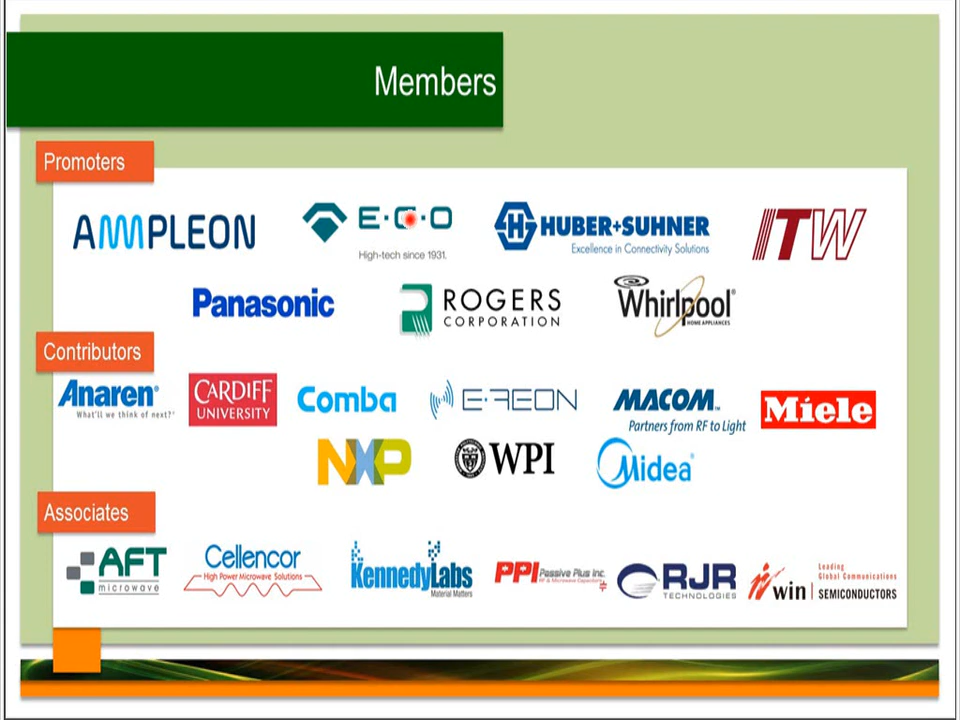 Members
Promoters
AMPLEON
E·G·O
High-tech since 1931.
HUBER+SUHNER
Excellence in Connectivity Solutions
ITW
Panasonic
ROGERS
CORPORATION
Whirlpool®
HOME APPLIANCES
Contributors
Anaren®
What'll we think of next?™
CARDIFF
UNIVERSITY
Comba
E·FEON
MACOM™
Partners from RF to Light
Miele
NXP
WPI
Midea®
Associates
AFT
microwave
Cellencor
High Power Microwave Solutions
KennedyLabs
Material Matters
PPI Passive Plus Inc.
RF & Microwave Capacitors
RJR
TECHNOLOGIES
win
Leading
Global Communications
SEMICONDUCTORS